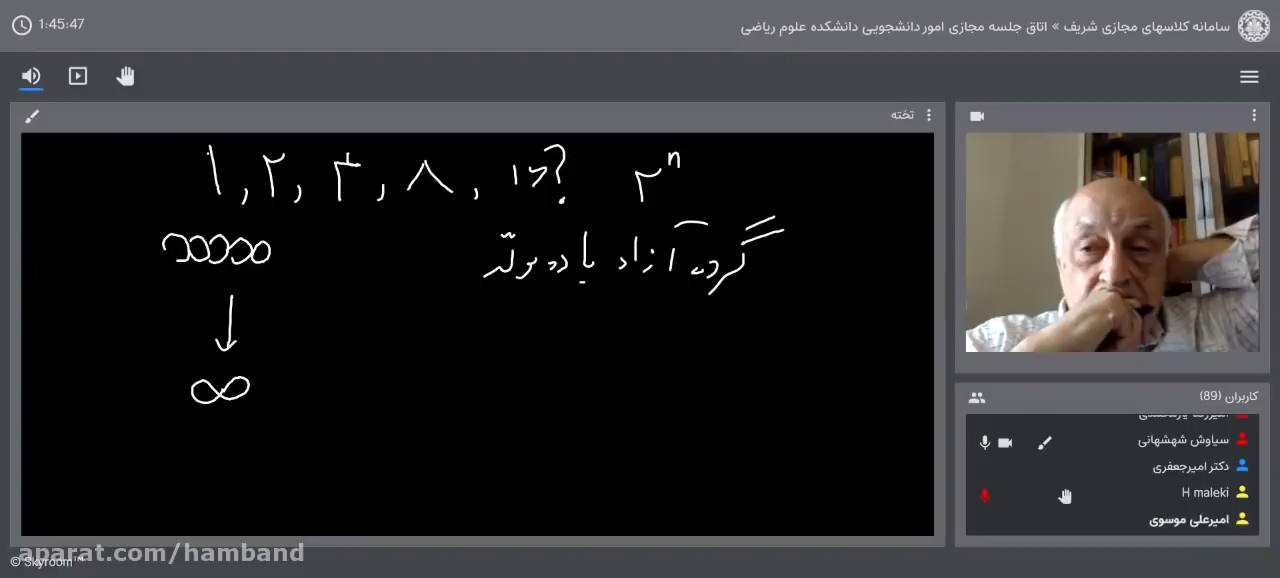 1:45:47
سامانه کلاسهای مجازی شریف » اتاق جلسه مجازی امور دانشجویی دانشکده علوم ریاضی
تخته
۱, ۲, ۴, ۸, ۱۶? ۲ⁿ
گروه آزاد با دو مولد
∞
کاربران (89)
سیاوش شهشهانی
دکتر امیرجعفری
H maleki
امیرعلی موسوی
aparat.com/hamband
© Skyroom™